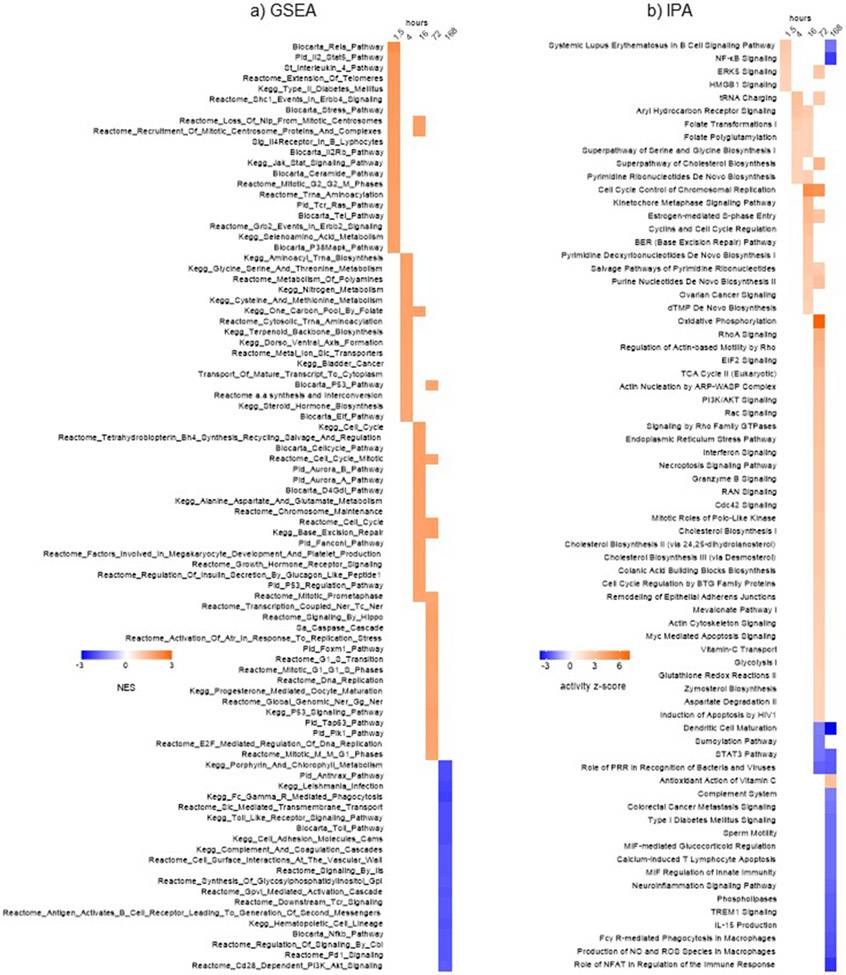 a) GSEA
hours
1.5 4 16 72 168
Biocarta_Rela_Pathway
Pid_Il2_Stat5_Pathway
St_Interleukin_4_Pathway
Reactome_Extension_Of_Telomeres
Kegg_Type_II_Diabetes_Mellitus
Reactome_Shc1_Events_In_Erbb4_Signaling
Biocarta_Stress_Pathway
Reactome_Loss_Of_Nlp_From_Mitotic_Centrosomes
Reactome_Recruitment_Of_Mitotic_Centrosome_Proteins_And_Complexes
Sig_Il4Receptor_In_B_Lyphocytes
Biocarta_Il2Rb_Pathway
Kegg_Jak_Stat_Signaling_Pathway
Biocarta_Ceramide_Pathway
Reactome_Mitotic_G2_G2_M_Phases
Reactome_Trna_Aminoacylation
Pid_Tcr_Ras_Pathway
Biocarta_Tel_Pathway
Reactome_Grb2_Events_In_Erbb2_Signaling
Kegg_Selenoamino_Acid_Metabolism
Biocarta_P38Mapk_Pathway
Kegg_Aminoacyl_Trna_Biosynthesis
Kegg_Glycine_Serine_And_Threonine_Metabolism
Reactome_Metabolism_Of_Polyamines
Kegg_Nitrogen_Metabolism
Kegg_Cysteine_And_Methionine_Metabolism
Kegg_One_Carbon_Pool_By_Folate
Reactome_Cytosolic_Trna_Aminoacylation
Kegg_Terpenoid_Backbone_Biosynthesis
Kegg_Dorso_Ventral_Axis_Formation
Reactome_Metal_Ion_Slc_Transporters
Kegg_Bladder_Cancer
Transport_Of_Mature_Transcript_To_Cytoplasm
Biocarta_P53_Pathway
Reactome a.a synthesis and interconversion
Kegg_Steroid_Hormone_Biosynthesis
Biocarta_Eif_Pathway
Kegg_Cell_Cycle
Reactome_Tetrahydrobiopterin_Bh4_Synthesis_Recycling_Salvage_And_Regulation
Biocarta_Cellcycle_Pathway
Reactome_Cell_Cycle_Mitotic
Pid_Aurora_B_Pathway
Pid_Aurora_A_Pathway
Biocarta_D4Gdi_Pathway
Kegg_Alanine_Aspartate_And_Glutamate_Metabolism
Reactome_Chromosome_Maintenance
Reactome_Cell_Cycle
Kegg_Base_Excision_Repair
Pid_Fanconi_Pathway
Reactome_Factors_Involved_In_Megakaryocyte_Development_And_Platelet_Production
Reactome_Growth_Hormone_Receptor_Signaling
Reactome_Regulation_Of_Insulin_Secretion_By_Glucagon_Like_Peptide1
Pid_P53_Regulation_Pathway
Reactome_Mitotic_Prometaphase
Reactome_Transcription_Coupled_Ner_Tc_Ner
Reactome_Signaling_By_Hippo
Sa_Caspase_Cascade
Reactome_Activation_Of_Atr_In_Response_To_Replication_Stress
Pid_Foxm1_Pathway
Reactome_G1_S_Transition
Reactome_Mitotic_G1_G1_S_Phases
Reactome_Dna_Replication
Kegg_Progesterone_Mediated_Oocyte_Maturation
Reactome_Global_Genomic_Ner_Gg_Ner
Kegg_P53_Signaling_Pathway
Pid_Tap63_Pathway
Pid_Plk1_Pathway
Reactome_E2F_Mediated_Regulation_Of_Dna_Replication
Reactome_Mitotic_M_M_G1_Phases
Kegg_Porphyrin_And_Chlorophyll_Metabolism
Pid_Anthrax_Pathway
Kegg_Leishmania_Infection
Kegg_Fc_Gamma_R_Mediated_Phagocytosis
Reactome_Slc_Mediated_Transmembrane_Transport
Kegg_Toll_Like_Receptor_Signaling_Pathway
Biocarta_Toll_Pathway
Kegg_Cell_Adhesion_Molecules_Cams
Kegg_Complement_And_Coagulation_Cascades
Reactome_Cell_Surface_Interactions_At_The_Vascular_Wall
Reactome_Signaling_By_Ils
Reactome_Synthesis_Of_Glycosylphosphatidylinositol_Gpi
Reactome_Gpvi_Mediated_Activation_Cascade
Reactome_Downstream_Tcr_Signaling
Reactome_Antigen_Activates_B_Cell_Receptor_Leading_To_Generation_Of_Second_Messengers
Kegg_Hematopoietic_Cell_Lineage
Biocarta_Nfkb_Pathway
Reactome_Regulation_Of_Signaling_By_Cbl
Reactome_Pd1_Signaling
Reactome_Cd28_Dependent_PI3K_Akt_Signaling
-3 0 3
NES
b) IPA
hours
1.5 4 16 72 168
Systemic Lupus Erythematosus in B Cell Signaling Pathway
NF-κB Signaling
ERK5 Signaling
HMGB1 Signaling
tRNA Charging
Aryl Hydrocarbon Receptor Signaling
Folate Transformations I
Folate Polyglutamylation
Superpathway of Serine and Glycine Biosynthesis I
Superpathway of Cholesterol Biosynthesis
Pyrimidine Ribonucleotides De Novo Biosynthesis
Cell Cycle Control of Chromosomal Replication
Kinetochore Metaphase Signaling Pathway
Estrogen-mediated S-phase Entry
Cyclins and Cell Cycle Regulation
BER (Base Excision Repair) Pathway
Pyrimidine Deoxyribonucleotides De Novo Biosynthesis I
Salvage Pathways of Pyrimidine Ribonucleotides
Purine Nucleotides De Novo Biosynthesis II
Ovarian Cancer Signaling
dTMP De Novo Biosynthesis
Oxidative Phosphorylation
RhoA Signaling
Regulation of Actin-based Motility by Rho
EIF2 Signaling
TCA Cycle II (Eukaryotic)
Actin Nucleation by ARP-WASP Complex
PI3K/AKT Signaling
Rac Signaling
Signaling by Rho Family GTPases
Endoplasmic Reticulum Stress Pathway
Interferon Signaling
Necroptosis Signaling Pathway
Granzyme B Signaling
RAN Signaling
Cdc42 Signaling
Mitotic Roles of Polo-Like Kinase
Cholesterol Biosynthesis I
Cholesterol Biosynthesis II (via 24,25-dihydrolanosterol)
Cholesterol Biosynthesis III (via Desmosterol)
Colanic Acid Building Blocks Biosynthesis
Cell Cycle Regulation by BTG Family Proteins
Remodeling of Epithelial Adherens Junctions
Mevalonate Pathway I
Actin Cytoskeleton Signaling
Myc Mediated Apoptosis Signaling
Vitamin-C Transport
Glycolysis I
Glutathione Redox Reactions II
Zymosterol Biosynthesis
Aspartate Degradation II
Induction of Apoptosis by HIV1
Dendritic Cell Maturation
Sumoylation Pathway
STAT3 Pathway
Role of PRR in Recognition of Bacteria and Viruses
Antioxidant Action of Vitamin C
Complement System
Colorectal Cancer Metastasis Signaling
Type I Diabetes Mellitus Signaling
Sperm Motility
MIF-mediated Glucocorticoid Regulation
Calcium-induced T Lymphocyte Apoptosis
MIF Regulation of Innate Immunity
Neuroinflammation Signaling Pathway
Phospholipases
TREM1 Signaling
IL-15 Production
Fcγ R-mediated Phagocytosis in Macrophages
Production of NO and ROS Species in Macrophages
Role of NFAT in Regulation of the Immune Response
-3 0 3 6
activity z-score